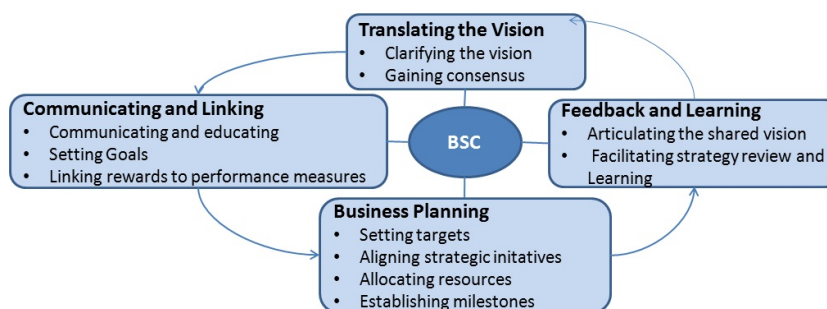 Translating the Vision
• Clarifying the vision
• Gaining consensus
Communicating and Linking
• Communicating and educating
• Setting Goals
• Linking rewards to performance measures
BSC
Feedback and Learning
• Articulating the shared vision
• Facilitating strategy review and
Learning
Business Planning
• Setting targets
• Aligning strategic initatives
• Allocating resources
• Establishing milestones